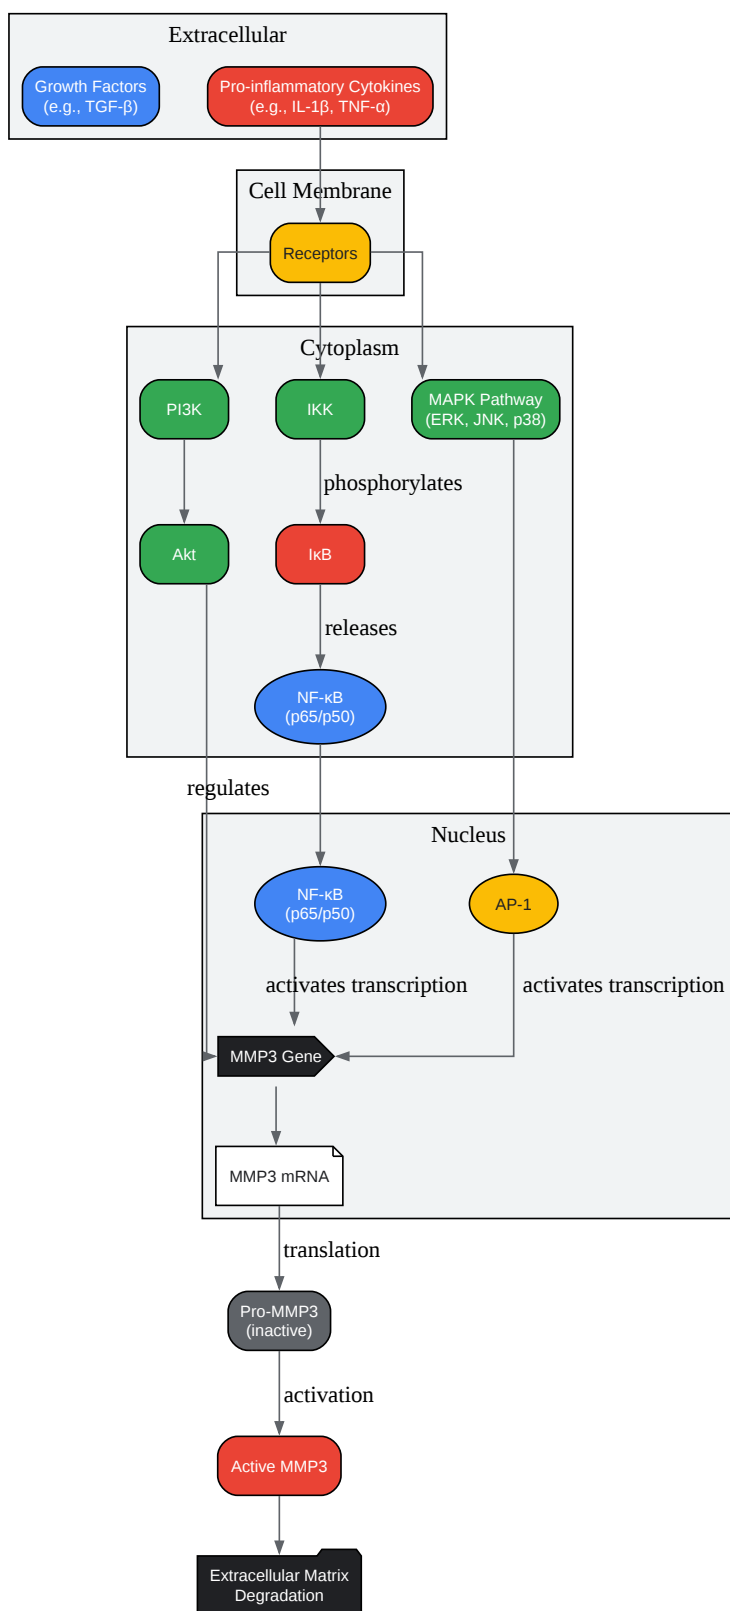 Extracellular
Growth Factors
(e.g., TGF-β)
Pro-inflammatory Cytokines
(e.g., IL-1β, TNF-α)
Cell Membrane
Receptors
Cytoplasm
PI3K
IKK
MAPK Pathway
(ERK, JNK, p38)
phosphorylates
Akt
IκB
releases
NF-κB
(p65/p50)
regulates
Nucleus
NF-κB
(p65/p50)
AP-1
activates transcription
activates transcription
MMP3 Gene
MMP3 mRNA
translation
Pro-MMP3
(inactive)
activation
Active MMP3
Extracellular Matrix
Degradation